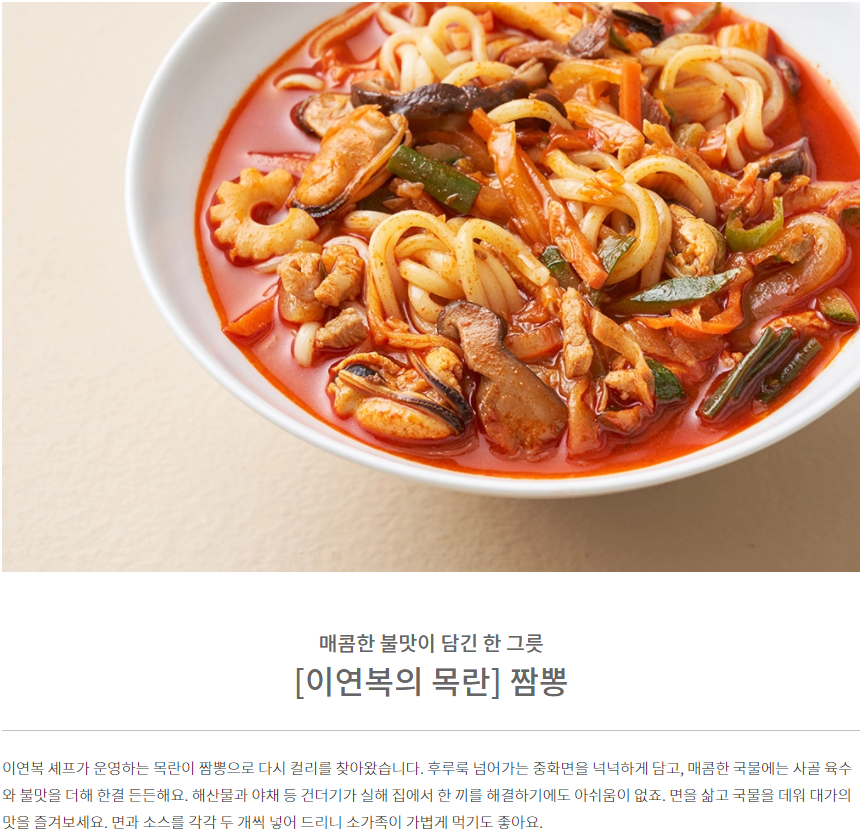 매콤한 불맛이 담긴 한 그릇
[이연복의 목란] 짬뽕
이연복 셰프가 운영하는 목란이 짬뽕으로 다시 컬리를 찾아왔습니다. 후루룩 넘어가는 중화면을 넉넉하게 담고, 매콤한 국물에는 사골 육수
와 불맛을 더해 한결 든든해요. 해산물과 야채 등 건더기가 실해 집에서 한 끼를 해결하기에도 아쉬움이 없죠. 면을 삶고 국물을 데워 대가의
맛을 즐겨보세요. 면과 소스를 각각 두 개씩 넣어 드리니 소가족이 가볍게 먹기도 좋아요.